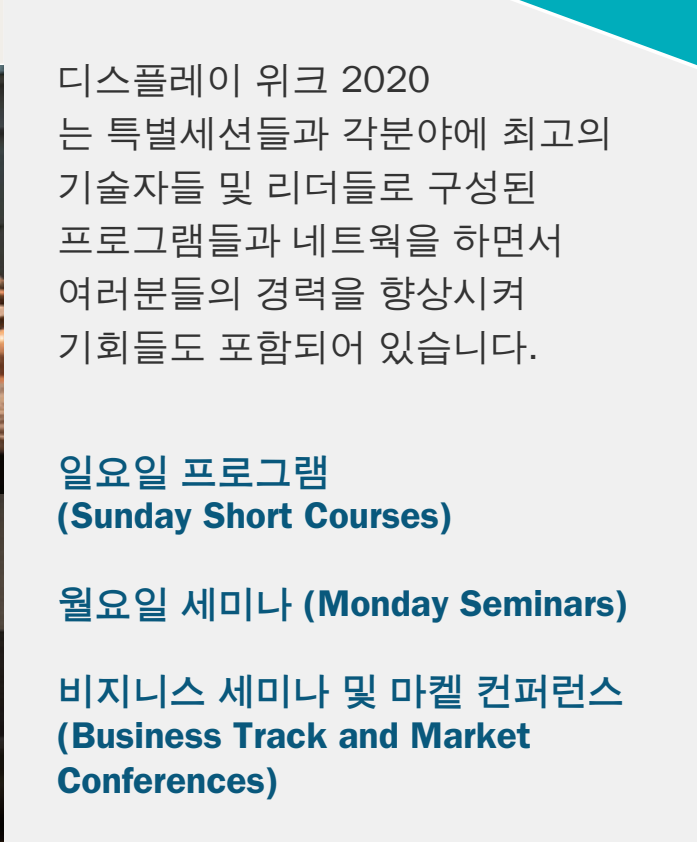 디스플레이 위크 2020
는 특별세션들과 각분야에 최고의
기술자들 및 리더들로 구성된
프로그램들과 네트웍을 하면서
여러분들의 경력을 향상시켜
기회들도 포함되어 있습니다.
일요일 프로그램
(Sunday Short Courses)
월요일 세미나 (Monday Seminars)
비지니스 세미나 및 마켙 컨퍼런스
(Business Track and Market
Conferences)